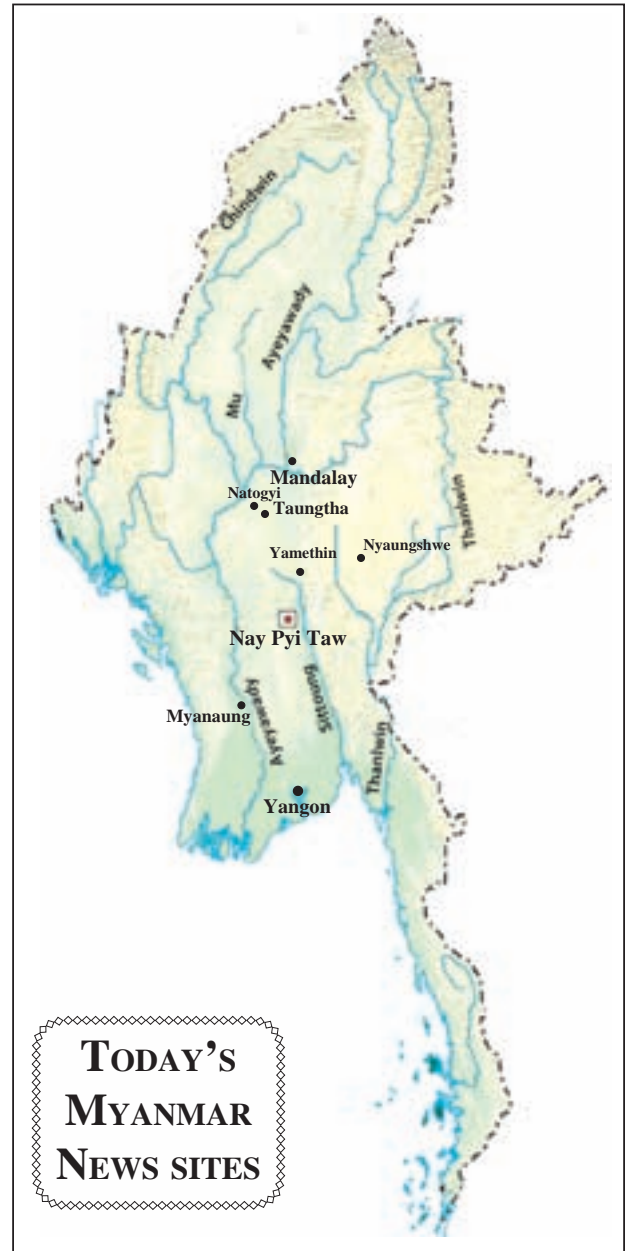 Chindwin
Ayeyawady
Mu
Mandalay
Natogyi
Taungtha
Thanlwin
Yamethin
Nyaungshwe
Nay Pyi Taw
Sittoung
Myanaung
Ayeyawady
Thanlwin
Yangon
TODAY'S
MYANMAR
NEWS SITES